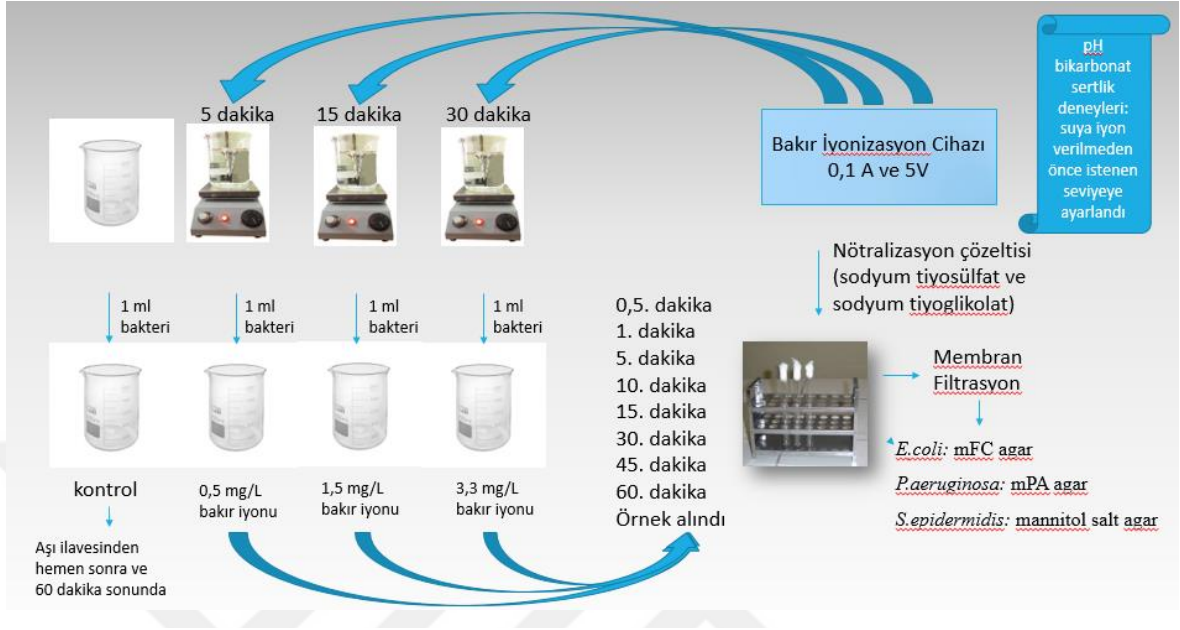 5 dakika
15 dakika
30 dakika
Bakır İyonizasyon Cihazı
0,1 A ve 5V
pH
bikarbonat
sertlik
deneyleri:
suya iyon
verilmeden
önce istenen
seviyeye
ayarlandı
1 ml
bakteri
1 ml
bakteri
1 ml
bakteri
1 ml
bakteri
kontrol
Aşı ilavesinden
hemen sonra ve
60 dakika sonunda
0,5 mg/L
bakır iyonu
1,5 mg/L
bakır iyonu
3,3 mg/L
bakır iyonu
0,5. dakika
1. dakika
5. dakika
10. dakika
15. dakika
30. dakika
45. dakika
60. dakika
Örnek alındı
Nötralizasyon çözeltisi
(sodyum tiyosülfat ve
sodyum tiyoglikolat)
Membran
Filtrasyon
E.coli: mFC agar
P.aeruginosa: mPA agar
S.epidermidis: mannitol salt agar